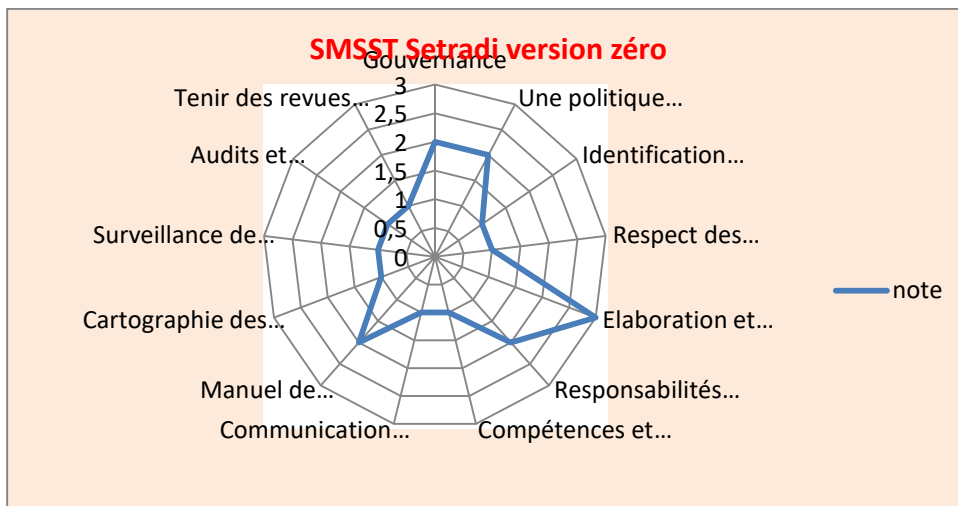 SMSST Setradi version zéro
Gouvernance
Une politique…
Identification…
Respect des…
Elaboration et…
Responsabilités…
Compétences et…
Communication…
Manuel de…
Cartographie des…
Surveillance de…
Audits et…
Tenir des revues…
3
2,5
2
1,5
1
0,5
0
note